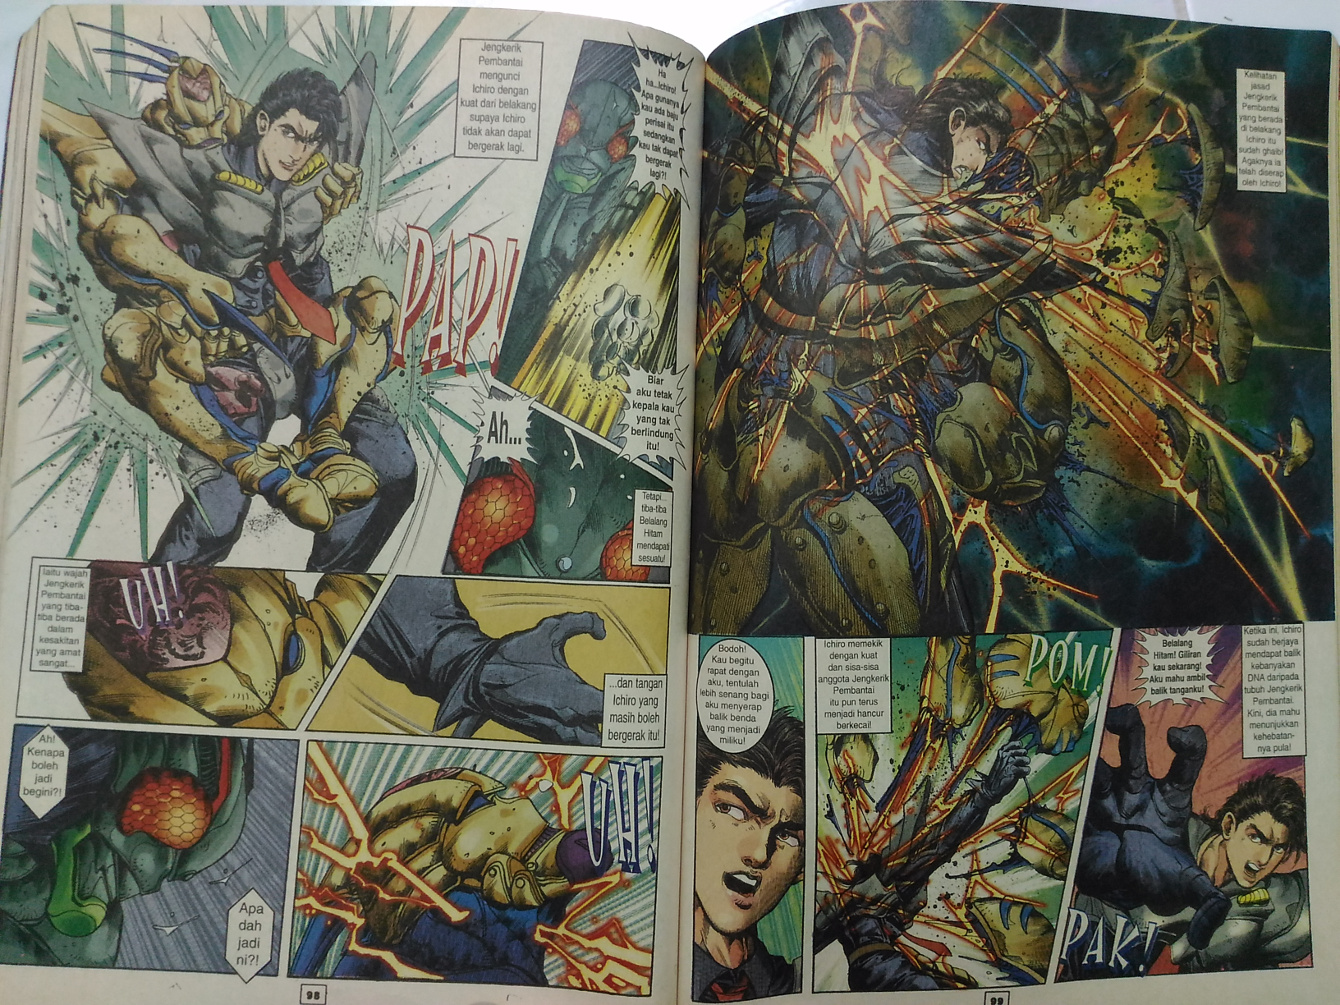 Jengkerik
Pembantai
mengunci
Ichiro dengan
kuat dari belakang
supaya Ichiro
tidak akan dapat
bergerak lagi.
PAP!
Ha
ha...Ichiro!
Apa gunanya
kau ada baju
perisai itu
sedangkan
kau tak dapat
bergerak
lagi?!
Biar
aku tetak
kepala kau
yang tak
berlindung
itu!
Ah...
Tetapi...
tiba-tiba
Belalang
Hitam
mendapati
sesuatu!
Iaitu wajah
Jengkerik
Pembantai
yang tiba-
tiba berada
dalam
kesakitan
yang amat
sangat...
UH!
...dan tangan
Ichiro yang
masih boleh
bergerak itu!
Ah!
Kenapa
boleh
jadi
begini?!
Apa
dah
jadi
ni?!
UH!
98
Kelihatan
jasad
Jengkerik
Pembantai
yang berada
di belakang
Ichiro itu
sudah ghaib!
Agaknya ia
telah diserap
oleh Ichiro!
Bodoh!
Kau begitu
rapat dengan
aku, tentulah
lebih senang bagi
aku menyerap
balik benda
yang menjadi
miliku!
Ichiro memekik
dengan kuat
dan sisa-sisa
anggota Jengkerik
Pembantai
itu pun terus
menjadi hancur
berkecai!
POM!
Belalang
Hitam! Giliran
kau sekarang!
Aku mahu ambil
balik tanganku!
Ketika ini, Ichiro
sudah berjaya
mendapat balik
kebanyakan
DNA daripada
tubuh Jengkerik
Pembantai.
Kini, dia mahu
menunjukkan
kehebatan-
nya pula!
PAK!
99